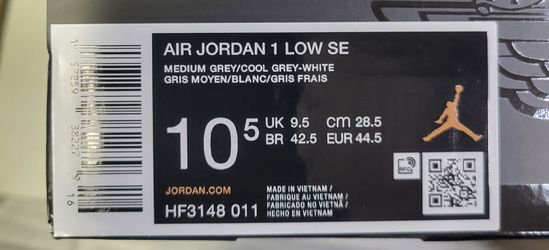 AIR JORDAN 1 LOW SE
MEDIUM GREY/COOL GREY-WHITE
GRIS MOYEN/BLANC/GRIS FRAIS
10⁵
UK 9.5 CM 28.5
BR 42.5 EUR 44.5
RFID
JORDAN.COM
HF3148 011
MADE IN VIETNAM /
FABRIQUÉ AU VIETNAM /
FABRICADO NO VIETNÃ /
HECHO EN VIETNAM